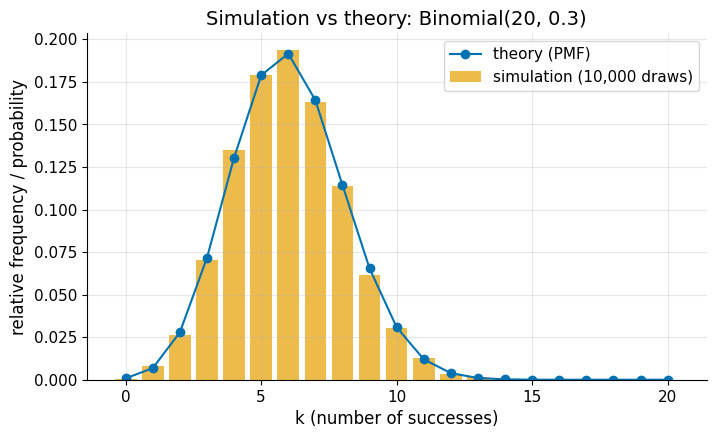 Simulation vs theory: Binomial(20, 0.3)
theory (PMF)
simulation (10,000 draws)
relative frequency / probability
0.200
0.175
0.150
0.125
0.100
0.075
0.050
0.025
0.000
0 5 10 15 20
k (number of successes)